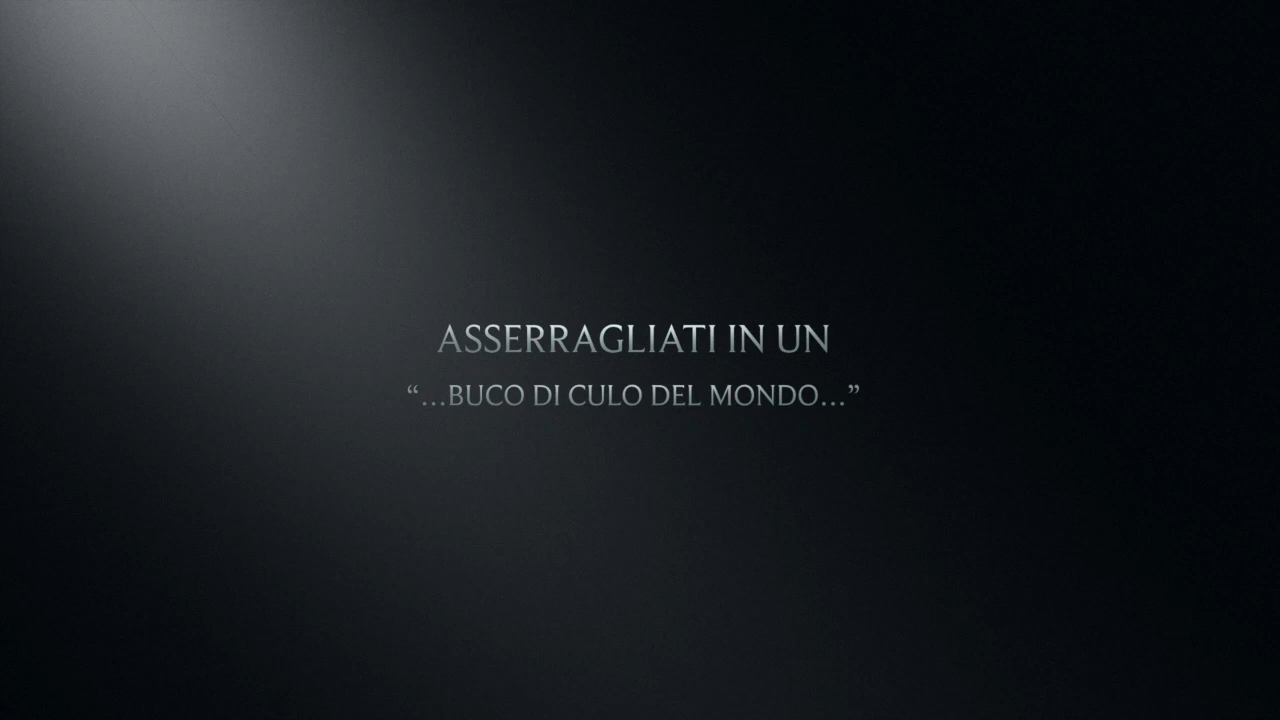 ASSERRAGLIATI IN UN
“...BUCO DI CULO DEL MONDO...”